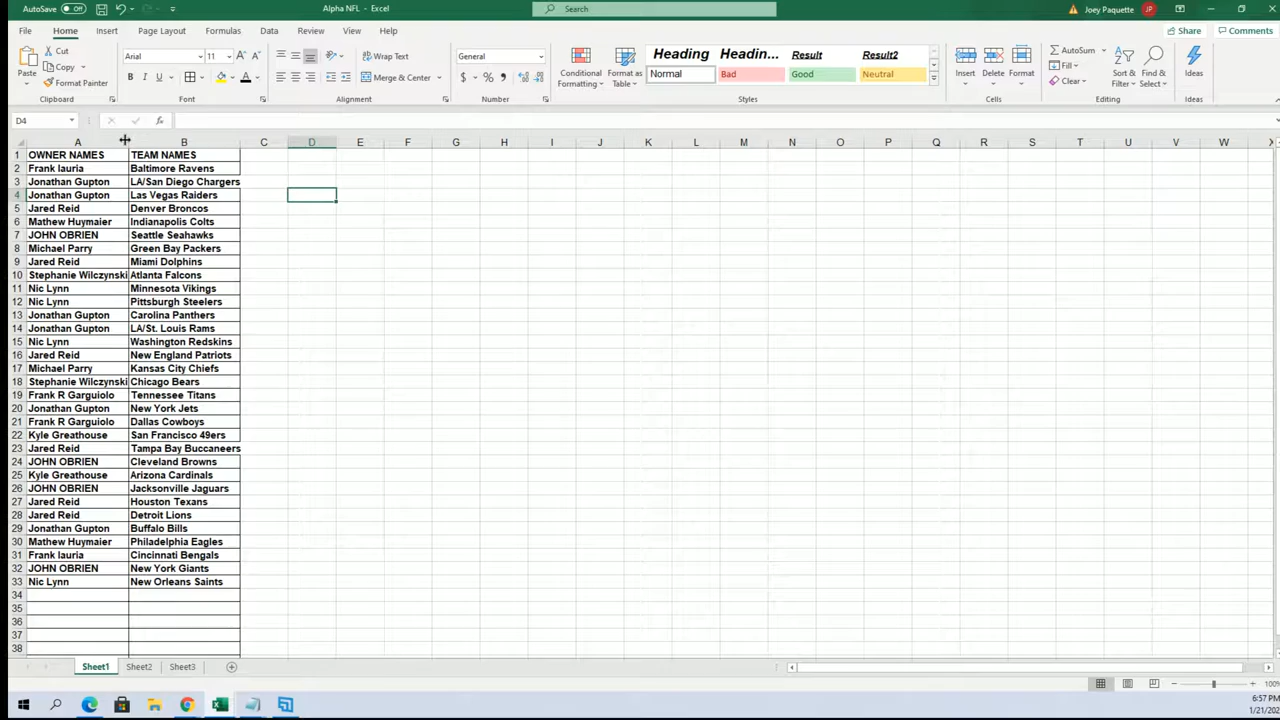 AutoSave Off Alpha NFL - Excel Search Joey Paquette JP
File Home Insert Page Layout Formulas Data Review View Help Share Comments
Paste Cut Copy Format Painter Arial 11 B I U A Wrap Text Merge & Center General $ % Conditional Formatting Format as Table Heading Headin... Result Result2 Normal Bad Good Neutral Insert Delete Format AutoSum Fill Clear Sort & Filter Find & Select Ideas
Clipboard Font Alignment Number Styles Cells Editing Ideas
D4 fx
A B C D E F G H I J K L M N O P Q R S T U V W X
1 OWNER NAMES TEAM NAMES
2 Frank lauria Baltimore Ravens
3 Jonathan Gupton LA/San Diego Chargers
4 Jonathan Gupton Las Vegas Raiders
5 Jared Reid Denver Broncos
6 Mathew Huymaier Indianapolis Colts
7 JOHN OBRIEN Seattle Seahawks
8 Michael Parry Green Bay Packers
9 Jared Reid Miami Dolphins
10 Stephanie Wilczynski Atlanta Falcons
11 Nic Lynn Minnesota Vikings
12 Nic Lynn Pittsburgh Steelers
13 Jonathan Gupton Carolina Panthers
14 Jonathan Gupton LA/St. Louis Rams
15 Nic Lynn Washington Redskins
16 Jared Reid New England Patriots
17 Michael Parry Kansas City Chiefs
18 Stephanie Wilczynski Chicago Bears
19 Frank R Garguiolo Tennessee Titans
20 Jonathan Gupton New York Jets
21 Frank R Garguiolo Dallas Cowboys
22 Kyle Greathouse San Francisco 49ers
23 Jared Reid Tampa Bay Buccaneers
24 JOHN OBRIEN Cleveland Browns
25 Kyle Greathouse Arizona Cardinals
26 JOHN OBRIEN Jacksonville Jaguars
27 Jared Reid Houston Texans
28 Jared Reid Detroit Lions
29 Jonathan Gupton Buffalo Bills
30 Mathew Huymaier Philadelphia Eagles
31 Frank lauria Cincinnati Bengals
32 JOHN OBRIEN New York Giants
33 Nic Lynn New Orleans Saints
34
35
36
37
38
Sheet1 Sheet2 Sheet3
100%
6:57 PM
1/21/202